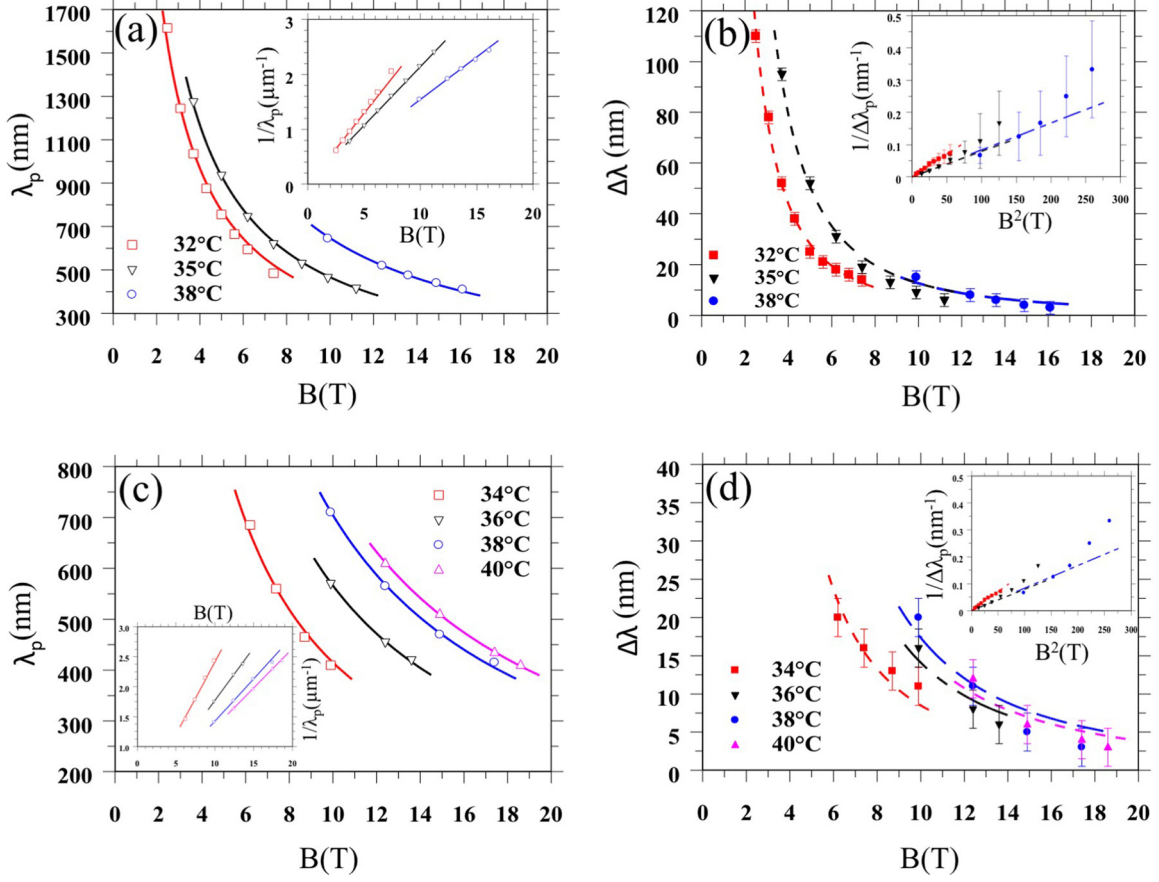 (a)
1700
1500
1300
1100
900
700
500
300
λp(nm)
0 2 4 6 8 10 12 14 16 18 20
B(T)
32°C
35°C
38°C
3
2
1
0
1/λp(μm-1)
0 5 10 15 20
B(T)
(b)
120
100
80
60
40
20
0
Δλ (nm)
0 2 4 6 8 10 12 14 16 18 20
B(T)
32°C
35°C
38°C
0.5
0.4
0.3
0.2
0.1
0
1/Δλp(nm-1)
0 50 100 150 200 250 300
B2(T)
(c)
800
700
600
500
400
300
200
λp(nm)
0 2 4 6 8 10 12 14 16 18 20
B(T)
34°C
36°C
38°C
40°C
B(T)
3.0
2.5
2.0
1.5
1.0
1/λp(μm-1)
0 5 10 15 20
(d)
40
35
30
25
20
15
10
5
0
Δλ (nm)
0 2 4 6 8 10 12 14 16 18 20
B(T)
34°C
36°C
38°C
40°C
0.5
0.4
0.3
0.2
0.1
0
1/Δλp(nm-1)
0 50 100 150 200 250 300
B2(T)